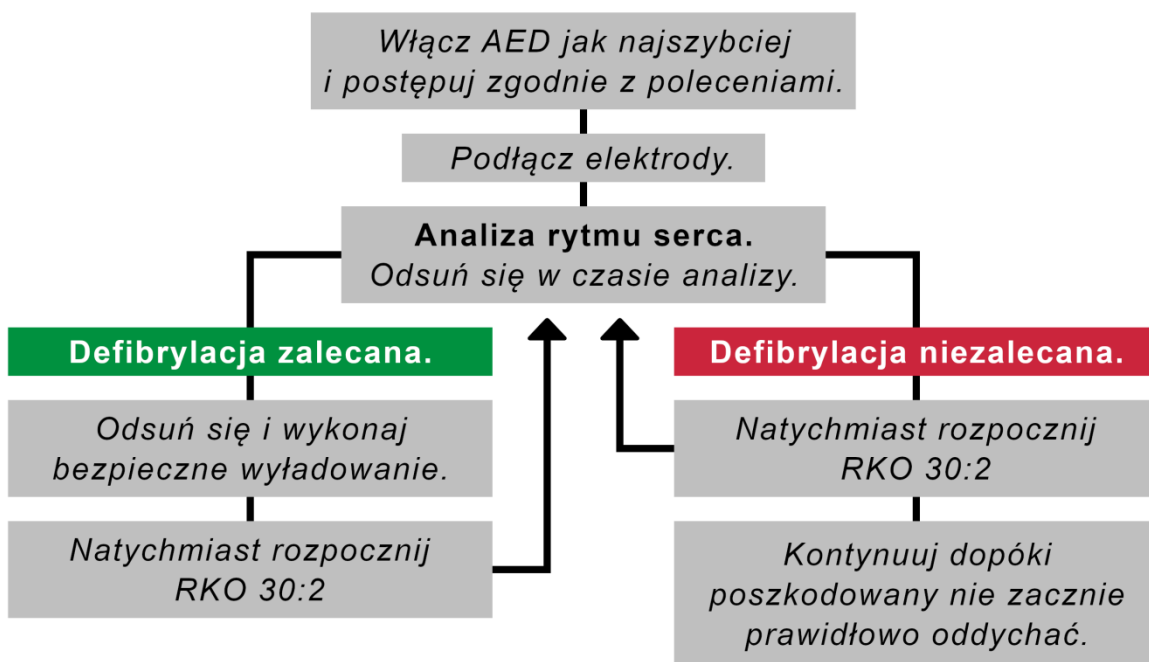 Włącz AED jak najszybciej
i postępuj zgodnie z poleceniami.
Podłącz elektrody.
Analiza rytmu serca.
Odsuń się w czasie analizy.
Defibrylacja zalecana.
Odsuń się i wykonaj
bezpieczne wyładowanie.
Natychmiast rozpocznij
RKO 30:2
Defibrylacja niezalecana.
Natychmiast rozpocznij
RKO 30:2
Kontynuuj dopóki
poszkodowany nie zacznie
prawidłowo oddychać.